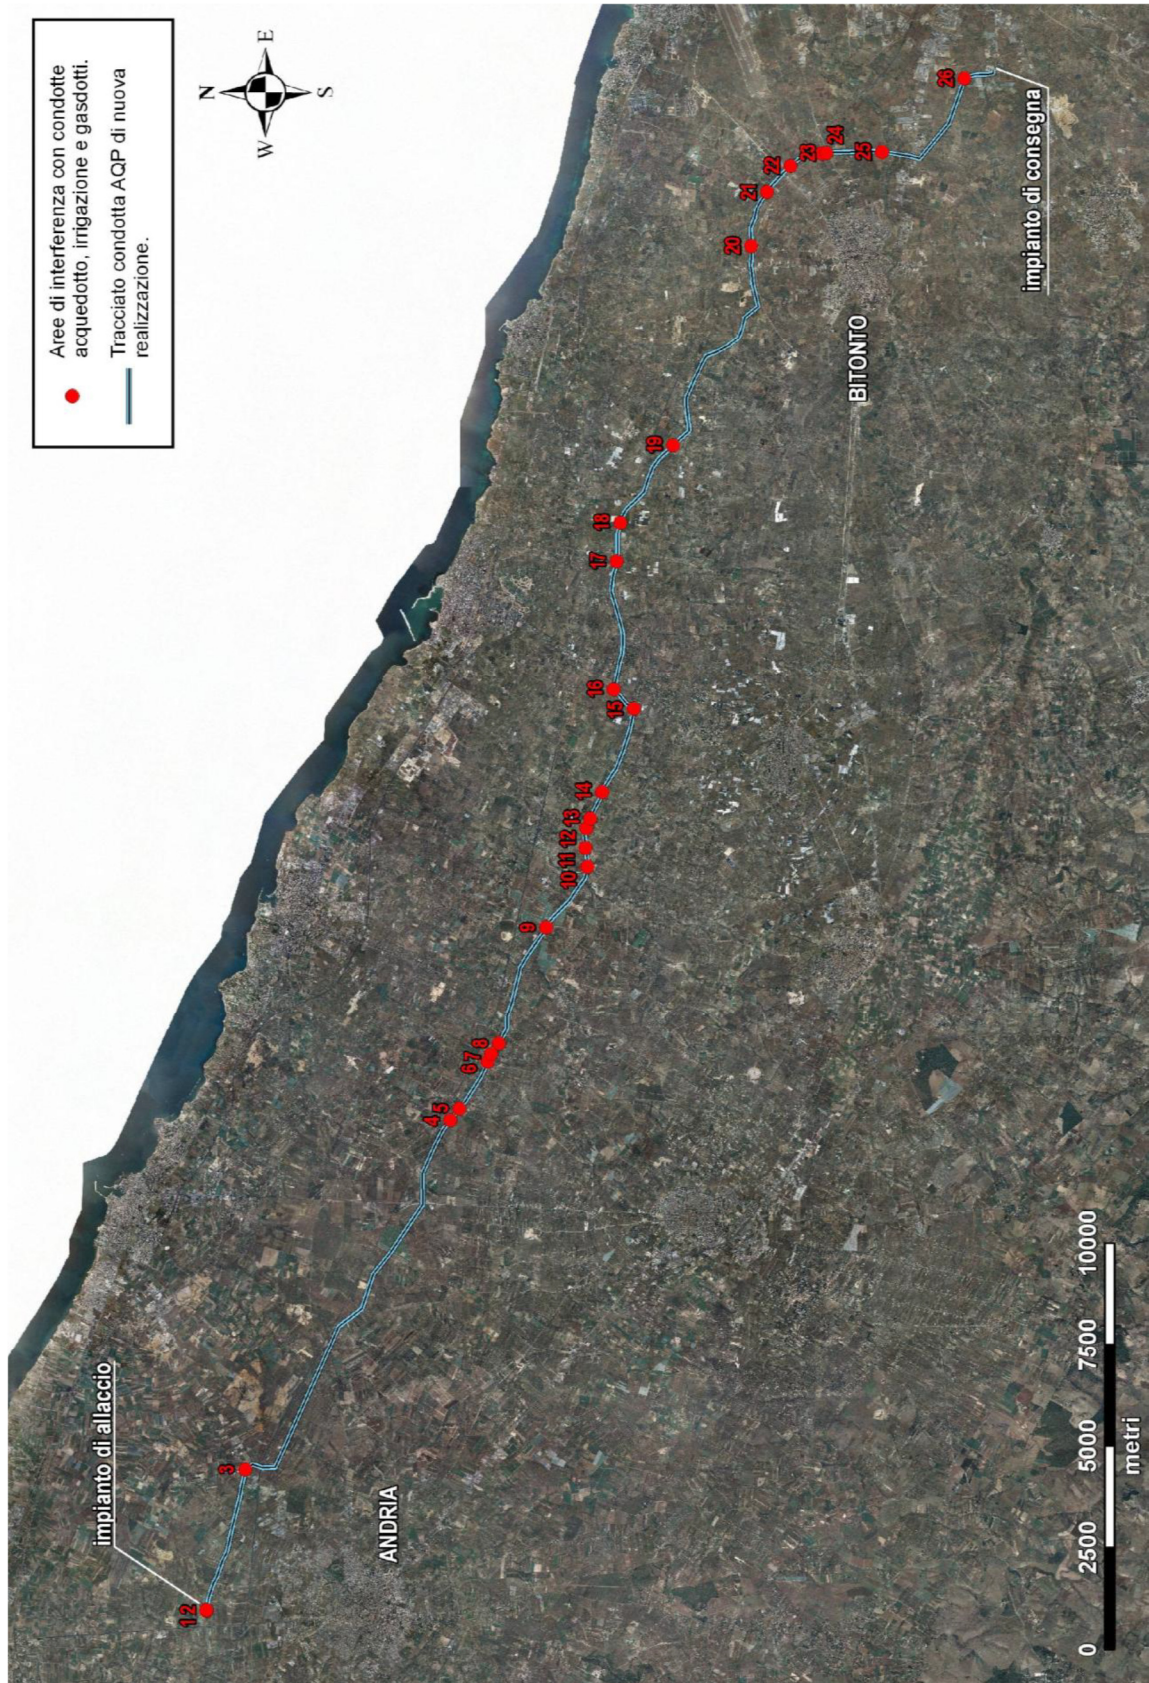 Aree di interferenza con condotte
acquedotto, irrigazione e gasdotti.
Tracciato condotta AQP di nuova
realizzazione.
N
E
S
W
impianto di allaccio
1
2
3
ANDRIA
4
5
6
7
8
9
10
11
12
13
14
15
16
17
18
19
20
21
22
23
24
25
26
BITONTO
impianto di consegna
0
2500
5000
7500
10000
metri